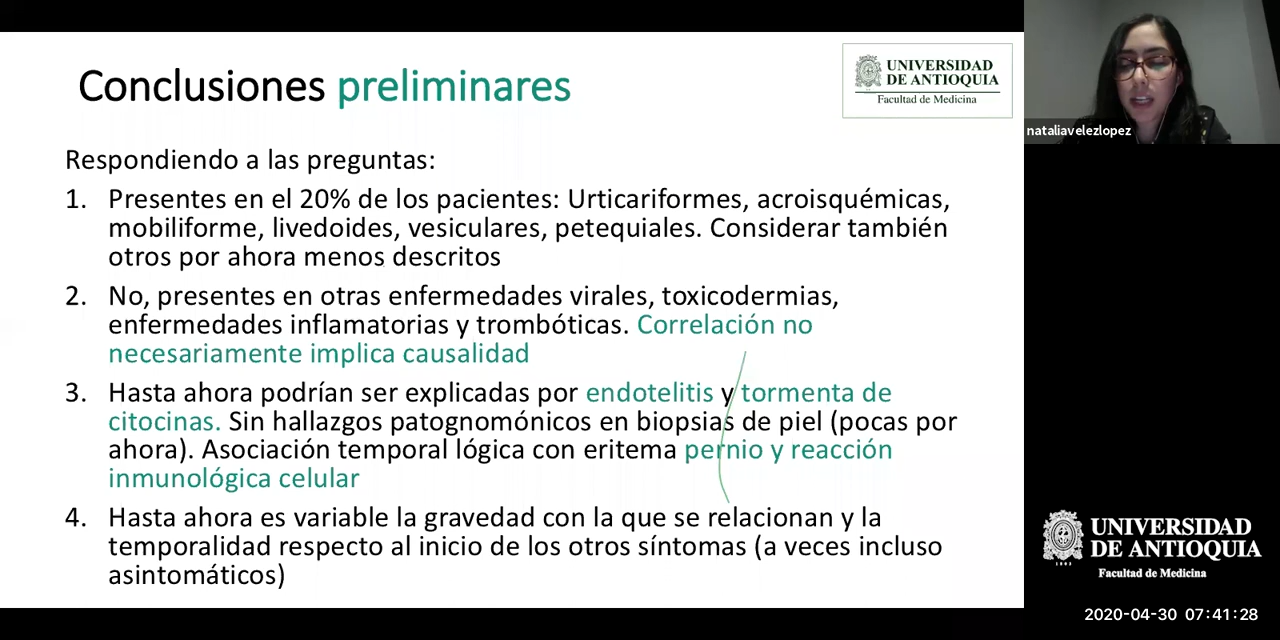 Conclusiones preliminares
UNIVERSIDAD
DE ANTIOQUIA
Facultad de Medicina
nataliavelezlopez
Respondiendo a las preguntas:
1. Presentes en el 20% de los pacientes: Urticariformes, acroisquémicas,
mobiliforme, livedoides, vesiculares, petequiales. Considerar también
otros por ahora menos descritos
2. No, presentes en otras enfermedades virales, toxicodermias,
enfermedades inflamatorias y trombóticas. Correlación no
necesariamente implica causalidad
3. Hasta ahora podrían ser explicadas por endotelitis y tormenta de
citocinas. Sin hallazgos patognomónicos en biopsias de piel (pocas por
ahora). Asociación temporal lógica con eritema pernio y reacción
inmunológica celular
4. Hasta ahora es variable la gravedad con la que se relacionan y la
temporalidad respecto al inicio de los otros síntomas (a veces incluso
asintomáticos)
UNIVERSIDAD
DE ANTIOQUIA
1803
Facultad de Medicina
2020-04-30 07:41:28